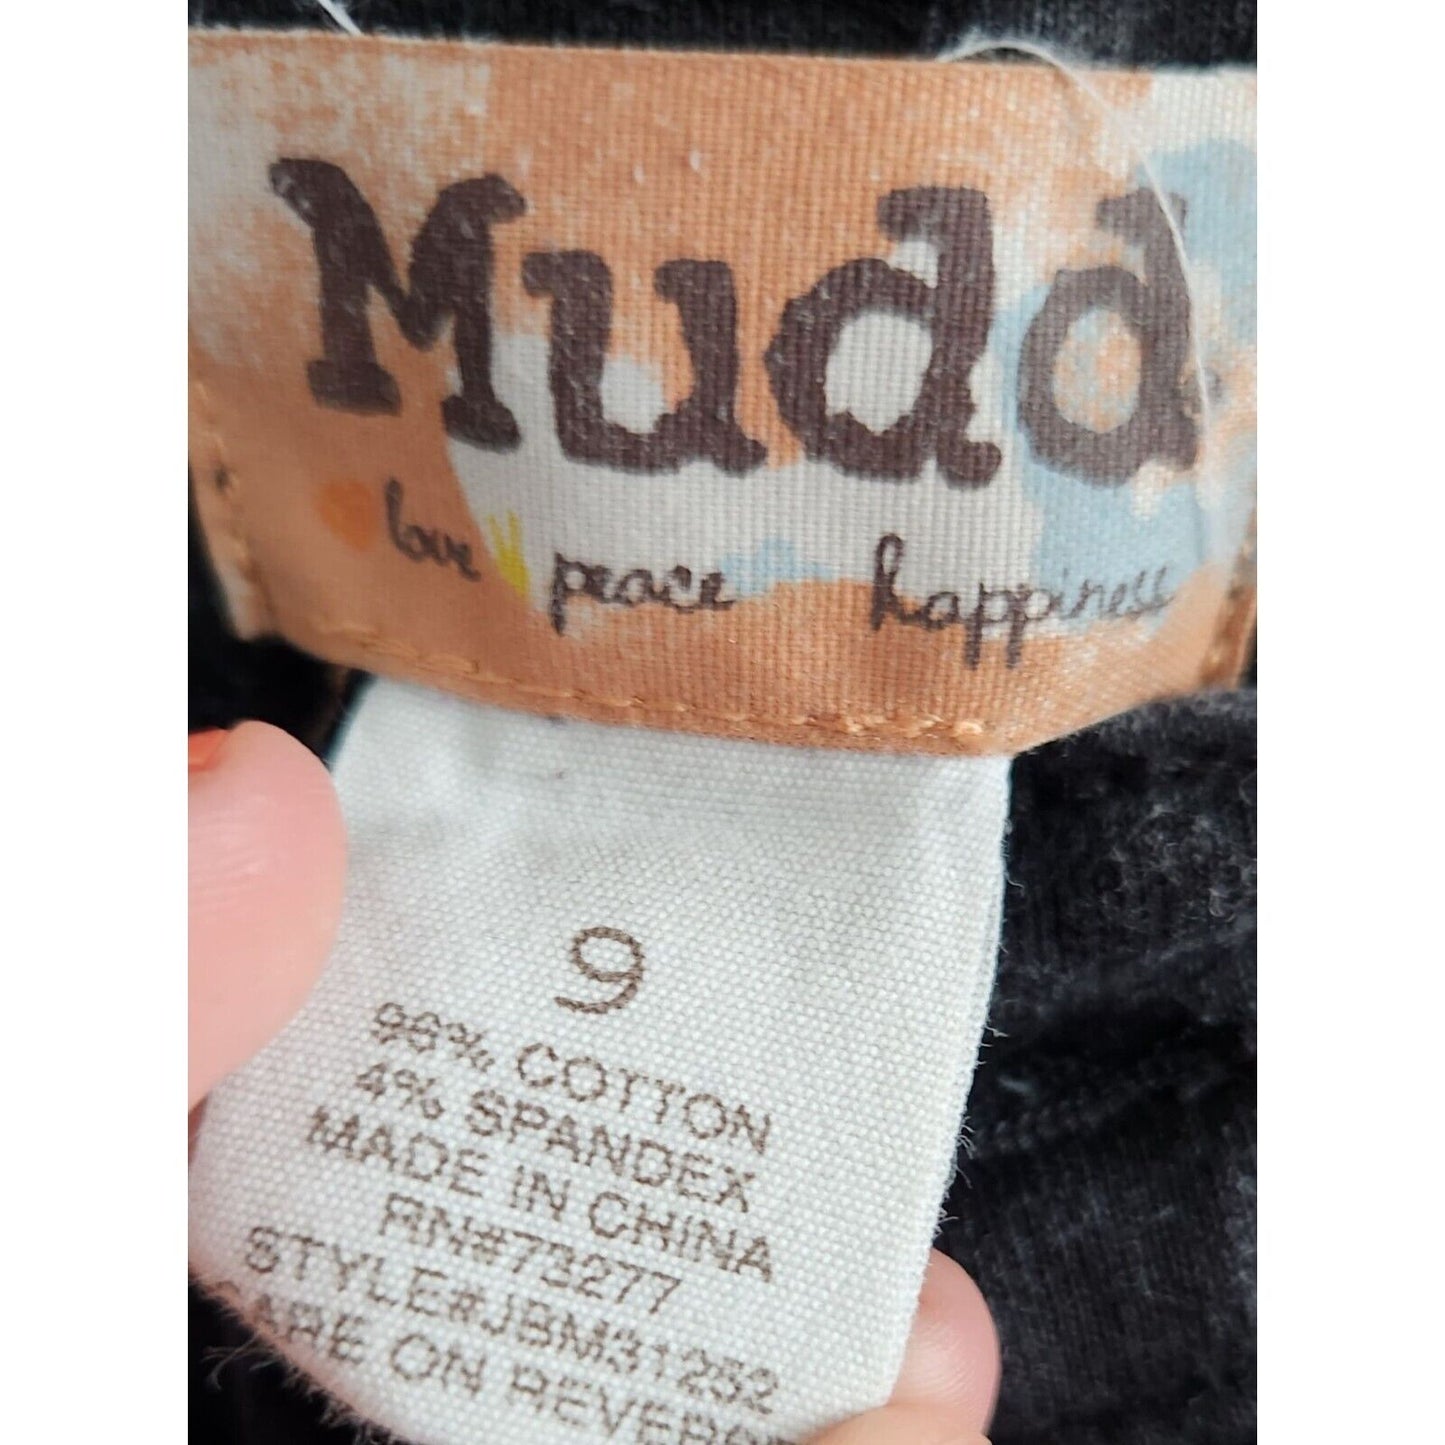 Mudd
love peace happiness
9
96% COTTON
4% SPANDEX
MADE IN CHINA
RN#73277
STYLE#JBM31252
CARE ON REVERSE